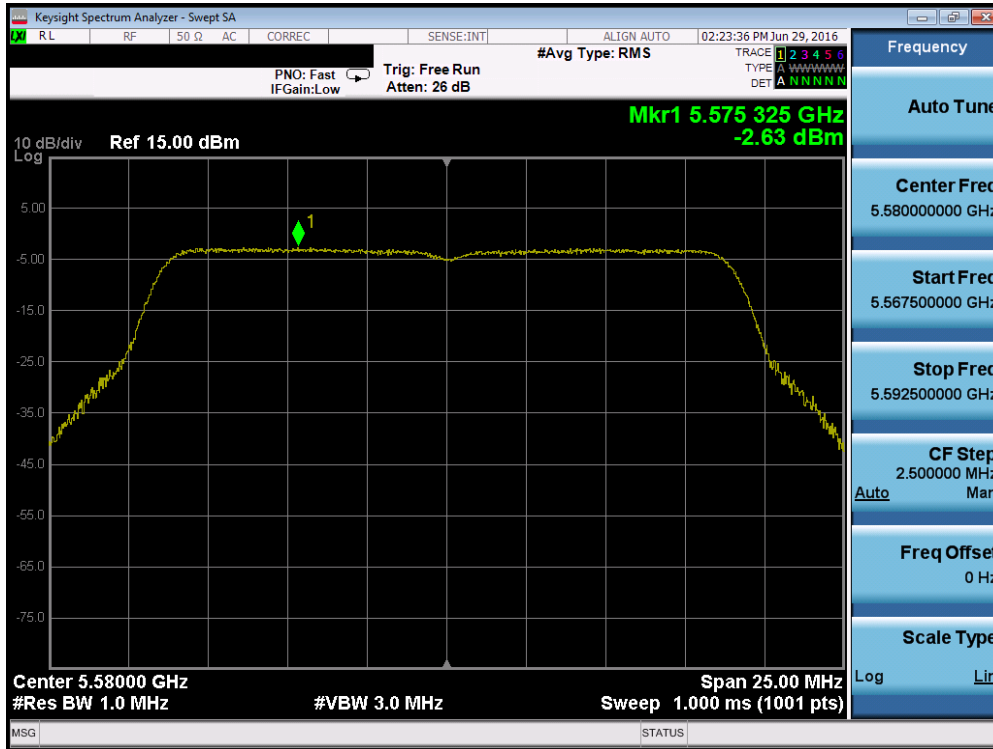 Keysight Spectrum Analyzer - Swept SA
LXI RL RF 50 Ω AC CORREC SENSE:INT ALIGN AUTO 02:23:36 PM Jun 29, 2016
#Avg Type: RMS TRACE 1 2 3 4 5 6
PNO: Fast Trig: Free Run TYPE A WWWWW
IFGain:Low Atten: 26 dB DET A N N N N N
Mkr1 5.575 325 GHz
-2.63 dBm
10 dB/div Ref 15.00 dBm
Log
1
5.00
-5.00
-15.0
-25.0
-35.0
-45.0
-55.0
-65.0
-75.0
Center 5.58000 GHz Span 25.00 MHz
#Res BW 1.0 MHz #VBW 3.0 MHz Sweep 1.000 ms (1001 pts)
MSG STATUS
Frequency
Auto Tune
Center Freq
5.580000000 GHz
Start Freq
5.567500000 GHz
Stop Freq
5.592500000 GHz
CF Step
2.500000 MHz
Auto Man
Freq Offset
0 Hz
Scale Type
Log Lin